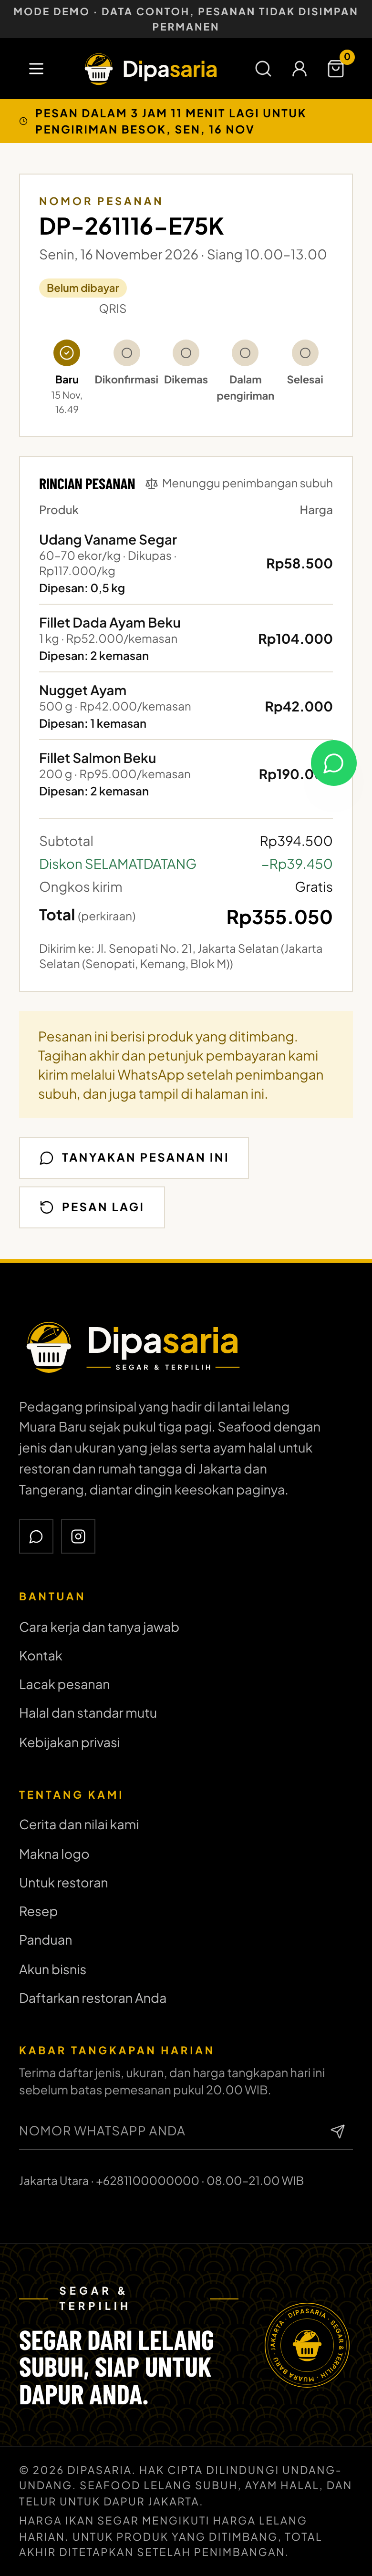 MODE DEMO · DATA CONTOH, PESANAN TIDAK DISIMPAN
PERMANEN
Dipasaria
0
PESAN DALAM 3 JAM 11 MENIT LAGI UNTUK
PENGIRIMAN BESOK, SEN, 16 NOV
NOMOR PESANAN
DP-261116-E75K
Senin, 16 November 2026 · Siang 10.00–13.00
Belum dibayar
QRIS
Baru
15 Nov,
16.49
Dikonfirmasi
Dikemas
Dalam
pengiriman
Selesai
RINCIAN PESANAN
Menunggu penimbangan subuh
Produk
Harga
Udang Vaname Segar
60–70 ekor/kg · Dikupas ·
Rp117.000/kg
Dipesan: 0,5 kg
Rp58.500
Fillet Dada Ayam Beku
1 kg · Rp52.000/kemasan
Dipesan: 2 kemasan
Rp104.000
Nugget Ayam
500 g · Rp42.000/kemasan
Dipesan: 1 kemasan
Rp42.000
Fillet Salmon Beku
200 g · Rp95.000/kemasan
Dipesan: 2 kemasan
Subtotal
Rp394.500
Diskon SELAMATDATANG
−Rp39.450
Ongkos kirim
Gratis
Total (perkiraan)
Rp355.050
Dikirim ke: Jl. Senopati No. 21, Jakarta Selatan (Jakarta
Selatan (Senopati, Kemang, Blok M))
Pesanan ini berisi produk yang ditimbang.
Tagihan akhir dan petunjuk pembayaran kami
kirim melalui WhatsApp setelah penimbangan
subuh, dan juga tampil di halaman ini.
TANYAKAN PESANAN INI
PESAN LAGI
Dipasaria
SEGAR & TERPILIH
Pedagang prinsipal yang hadir di lantai lelang
Muara Baru sejak pukul tiga pagi. Seafood dengan
jenis dan ukuran yang jelas serta ayam halal untuk
restoran dan rumah tangga di Jakarta dan
Tangerang, diantar dingin keesokan paginya.
BANTUAN
Cara kerja dan tanya jawab
Kontak
Lacak pesanan
Halal dan standar mutu
Kebijakan privasi
TENTANG KAMI
Cerita dan nilai kami
Makna logo
Untuk restoran
Resep
Panduan
Akun bisnis
Daftarkan restoran Anda
KABAR TANGKAPAN HARIAN
Terima daftar jenis, ukuran, dan harga tangkapan hari ini
sebelum batas pemesanan pukul 20.00 WIB.
NOMOR WHATSAPP ANDA
Jakarta Utara · +6281100000000 · 08.00–21.00 WIB
SEGAR &
TERPILIH
SEGAR DARI LELANG
SUBUH, SIAP UNTUK
DAPUR ANDA.
DIPASARIA · SEGAR & TERPILIH · MUARA BARU · JAKARTA ·
© 2026 DIPASARIA. HAK CIPTA DILINDUNGI UNDANG-
UNDANG. SEAFOOD LELANG SUBUH, AYAM HALAL, DAN
TELUR UNTUK DAPUR JAKARTA.
HARGA IKAN SEGAR MENGIKUTI HARGA LELANG
HARIAN. UNTUK PRODUK YANG DITIMBANG, TOTAL
AKHIR DITETAPKAN SETELAH PENIMBANGAN.